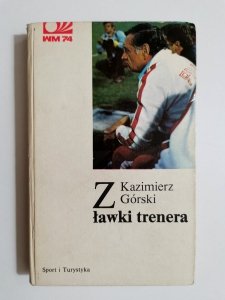 WM 74
Z Kazimierz
Górski
ławki trenera
Sport i Turystyka